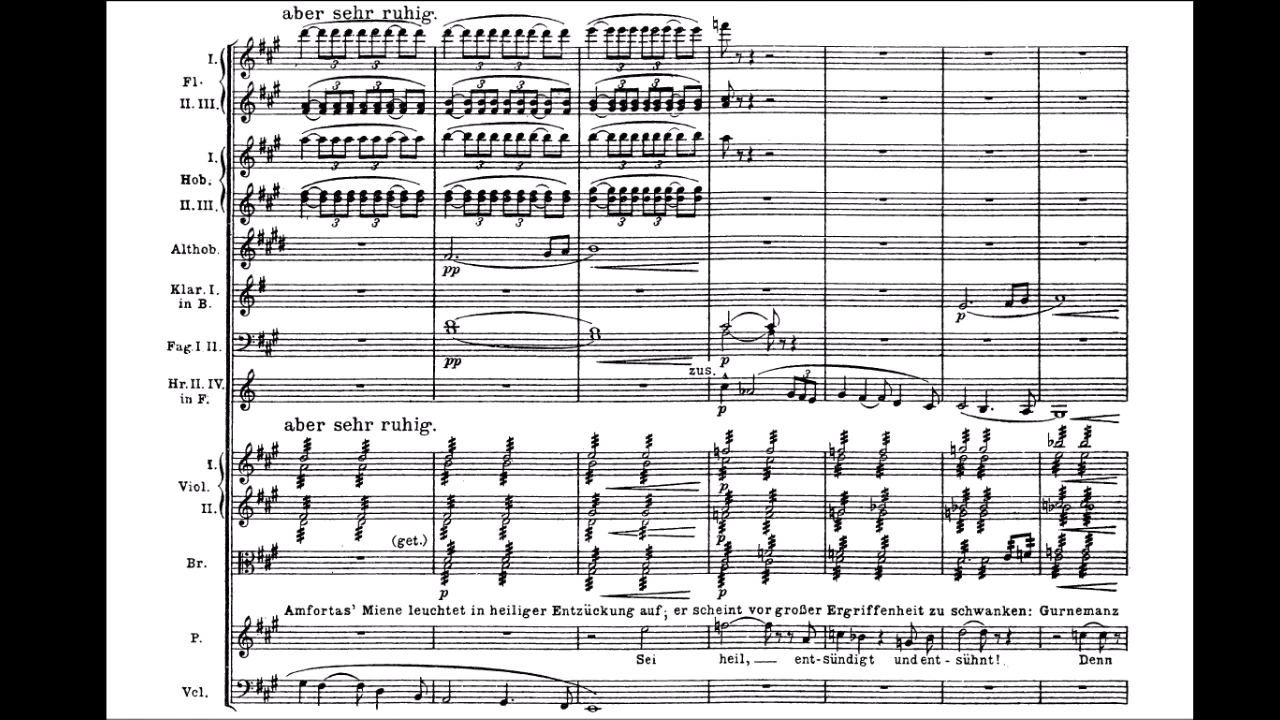 aber sehr ruhig.
I.
Fl.
II. III.
I.
Hob.
II. III.
Althob.
pp
Klar. I.
in B.
p
Fag. I II.
pp
p
zus.
Hr. II. IV.
in F.
p
aber sehr ruhig.
I.
Viol.
p
II.
p
(get.)
Br.
p
p
Amfortas' Miene leuchtet in heiliger Entzückung auf; er scheint vor großer Ergriffenheit zu schwanken: Gurnemanz
P.
Sei heil, ent-sündigt und ent-sühnt! Denn
Vcl.